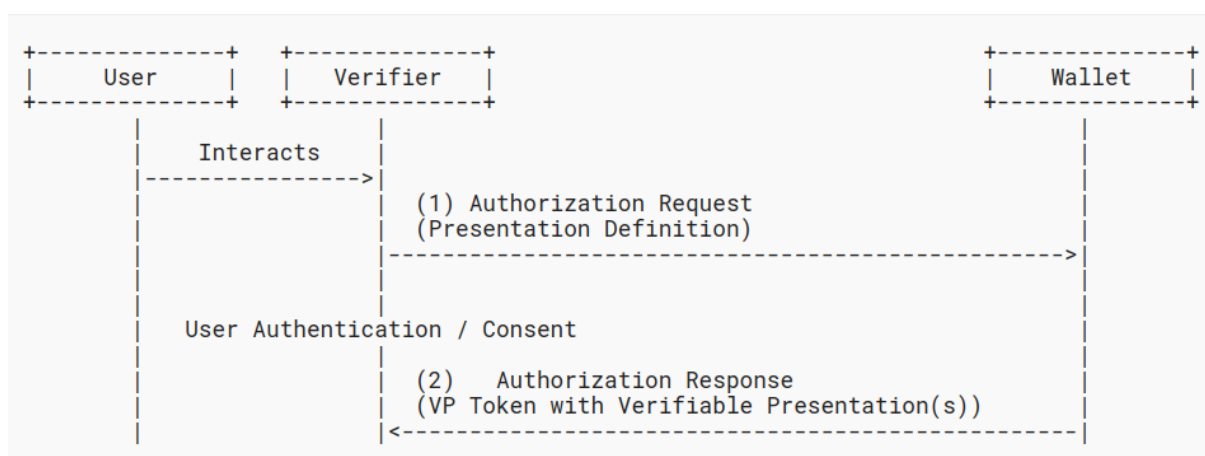 User Verifier Wallet
Interacts
(1) Authorization Request
(Presentation Definition)
User Authentication / Consent
(2) Authorization Response
(VP Token with Verifiable Presentation(s))